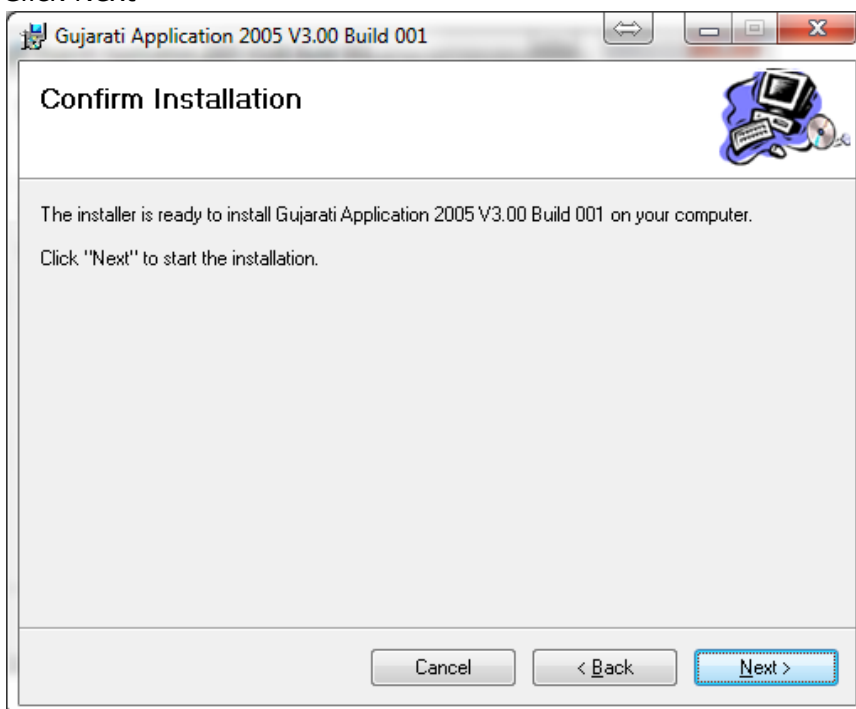 Click Next
Gujarati Application 2005 V3.00 Build 001
Confirm Installation
The installer is ready to install Gujarati Application 2005 V3.00 Build 001 on your computer.
Click "Next" to start the installation.
Cancel
< Back
Next >